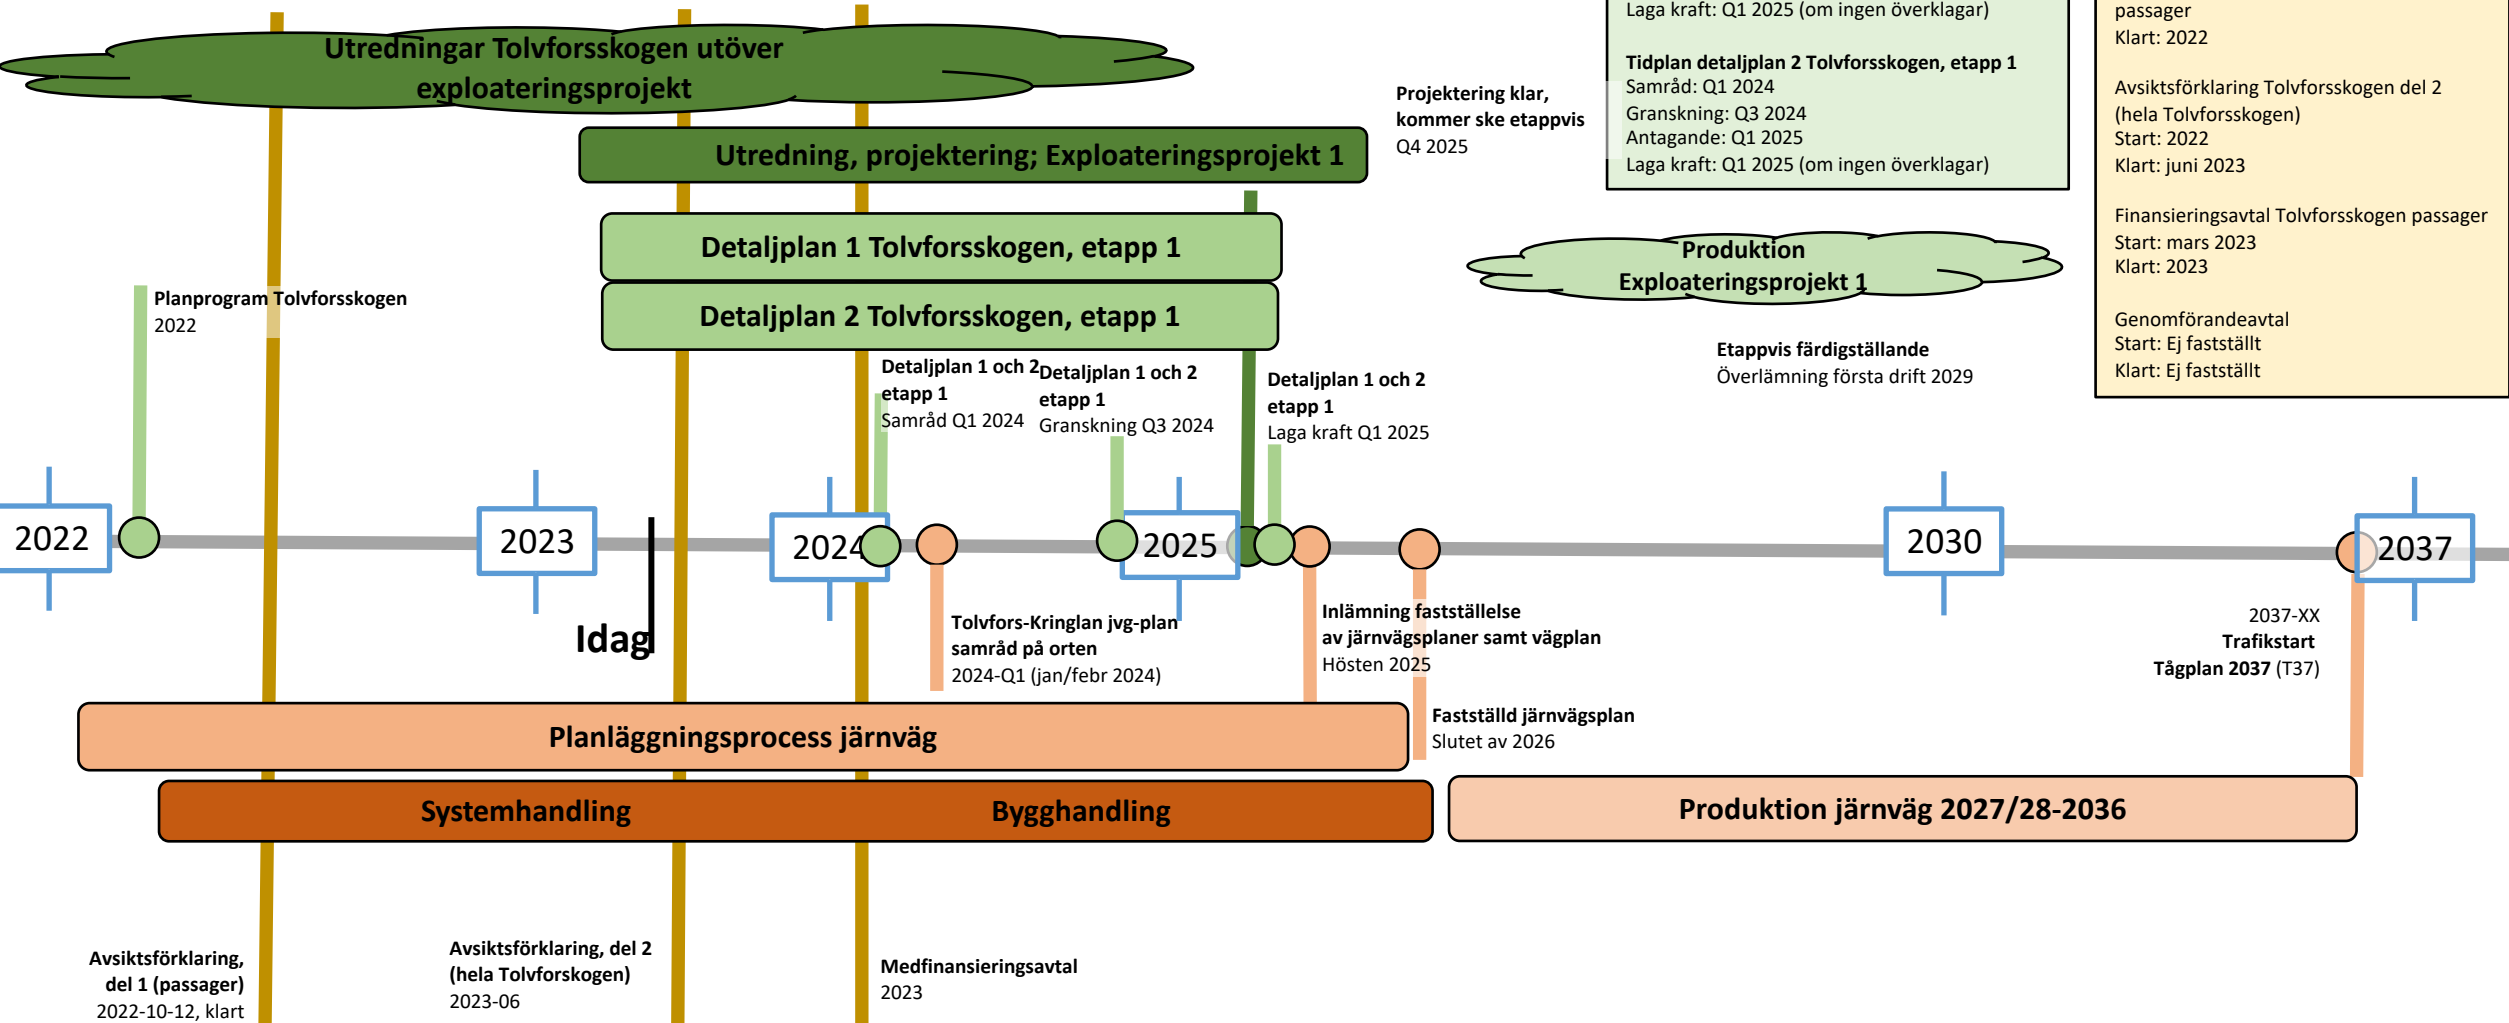 Utredningar Tolvforsskogen utöver
exploateringsprojekt
Utredning, projektering; Exploateringsprojekt 1
Projektering klar,
kommer ske etappvis
Q4 2025
Laga kraft: Q1 2025 (om ingen överklagar)
Tidplan detaljplan 2 Tolvforsskogen, etapp 1
Samråd: Q1 2024
Granskning: Q3 2024
Antagande: Q1 2025
Laga kraft: Q1 2025 (om ingen överklagar)
passager
Klart: 2022
Avsiktsförklaring Tolvforsskogen del 2
(hela Tolvforsskogen)
Start: 2022
Klart: juni 2023
Finansieringsavtal Tolvforsskogen passager
Start: mars 2023
Klart: 2023
Genomförandeavtal
Start: Ej fastställt
Klart: Ej fastställt
Detaljplan 1 Tolvforsskogen, etapp 1
Detaljplan 2 Tolvforsskogen, etapp 1
Produktion
Exploateringsprojekt 1
Etappvis färdigställande
Överlämning första drift 2029
Planprogram Tolvforsskogen
2022
Detaljplan 1 och 2
etapp 1
Samråd Q1 2024
Detaljplan 1 och 2
etapp 1
Granskning Q3 2024
Detaljplan 1 och 2
etapp 1
Laga kraft Q1 2025
2022
2023
2024
2025
2030
2037
Idag
Tolvfors-Kringlan jvg-plan
samråd på orten
2024-Q1 (jan/febr 2024)
Inlämning fastställelse
av järnvägsplaner samt vägplan
Hösten 2025
2037-XX
Trafikstart
Tågplan 2037 (T37)
Fastställd järnvägsplan
Slutet av 2026
Planläggningsprocess järnväg
Systemhandling
Bygghandling
Produktion järnväg 2027/28-2036
Avsiktsförklaring,
del 1 (passager)
2022-10-12, klart
Avsiktsförklaring, del 2
(hela Tolvforskogen)
2023-06
Medfinansieringsavtal
2023